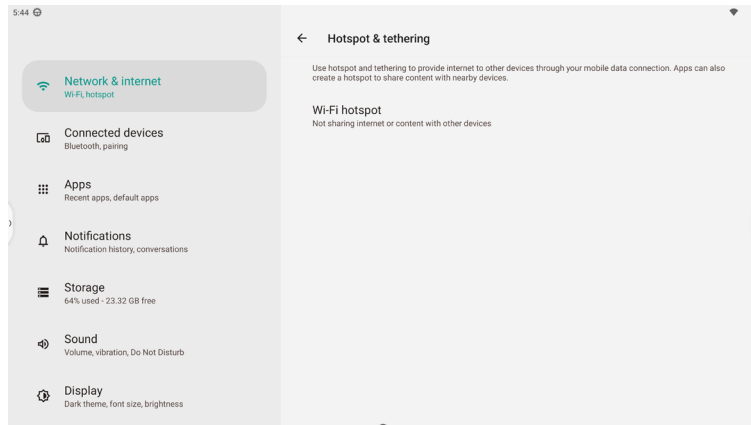 5:44
Network & internet
Wi-Fi, hotspot
Connected devices
Bluetooth, pairing
Apps
Recent apps, default apps
Notifications
Notification history, conversations
Storage
64% used - 23.32 GB free
Sound
Volume, vibration, Do Not Disturb
Display
Dark theme, font size, brightness
Hotspot & tethering
Use hotspot and tethering to provide internet to other devices through your mobile data connection. Apps can also
create a hotspot to share content with nearby devices.
Wi-Fi hotspot
Not sharing internet or content with other devices